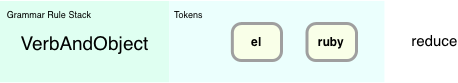 Grammar Rule Stack
VerbAndObject
Tokens
el
ruby
reduce